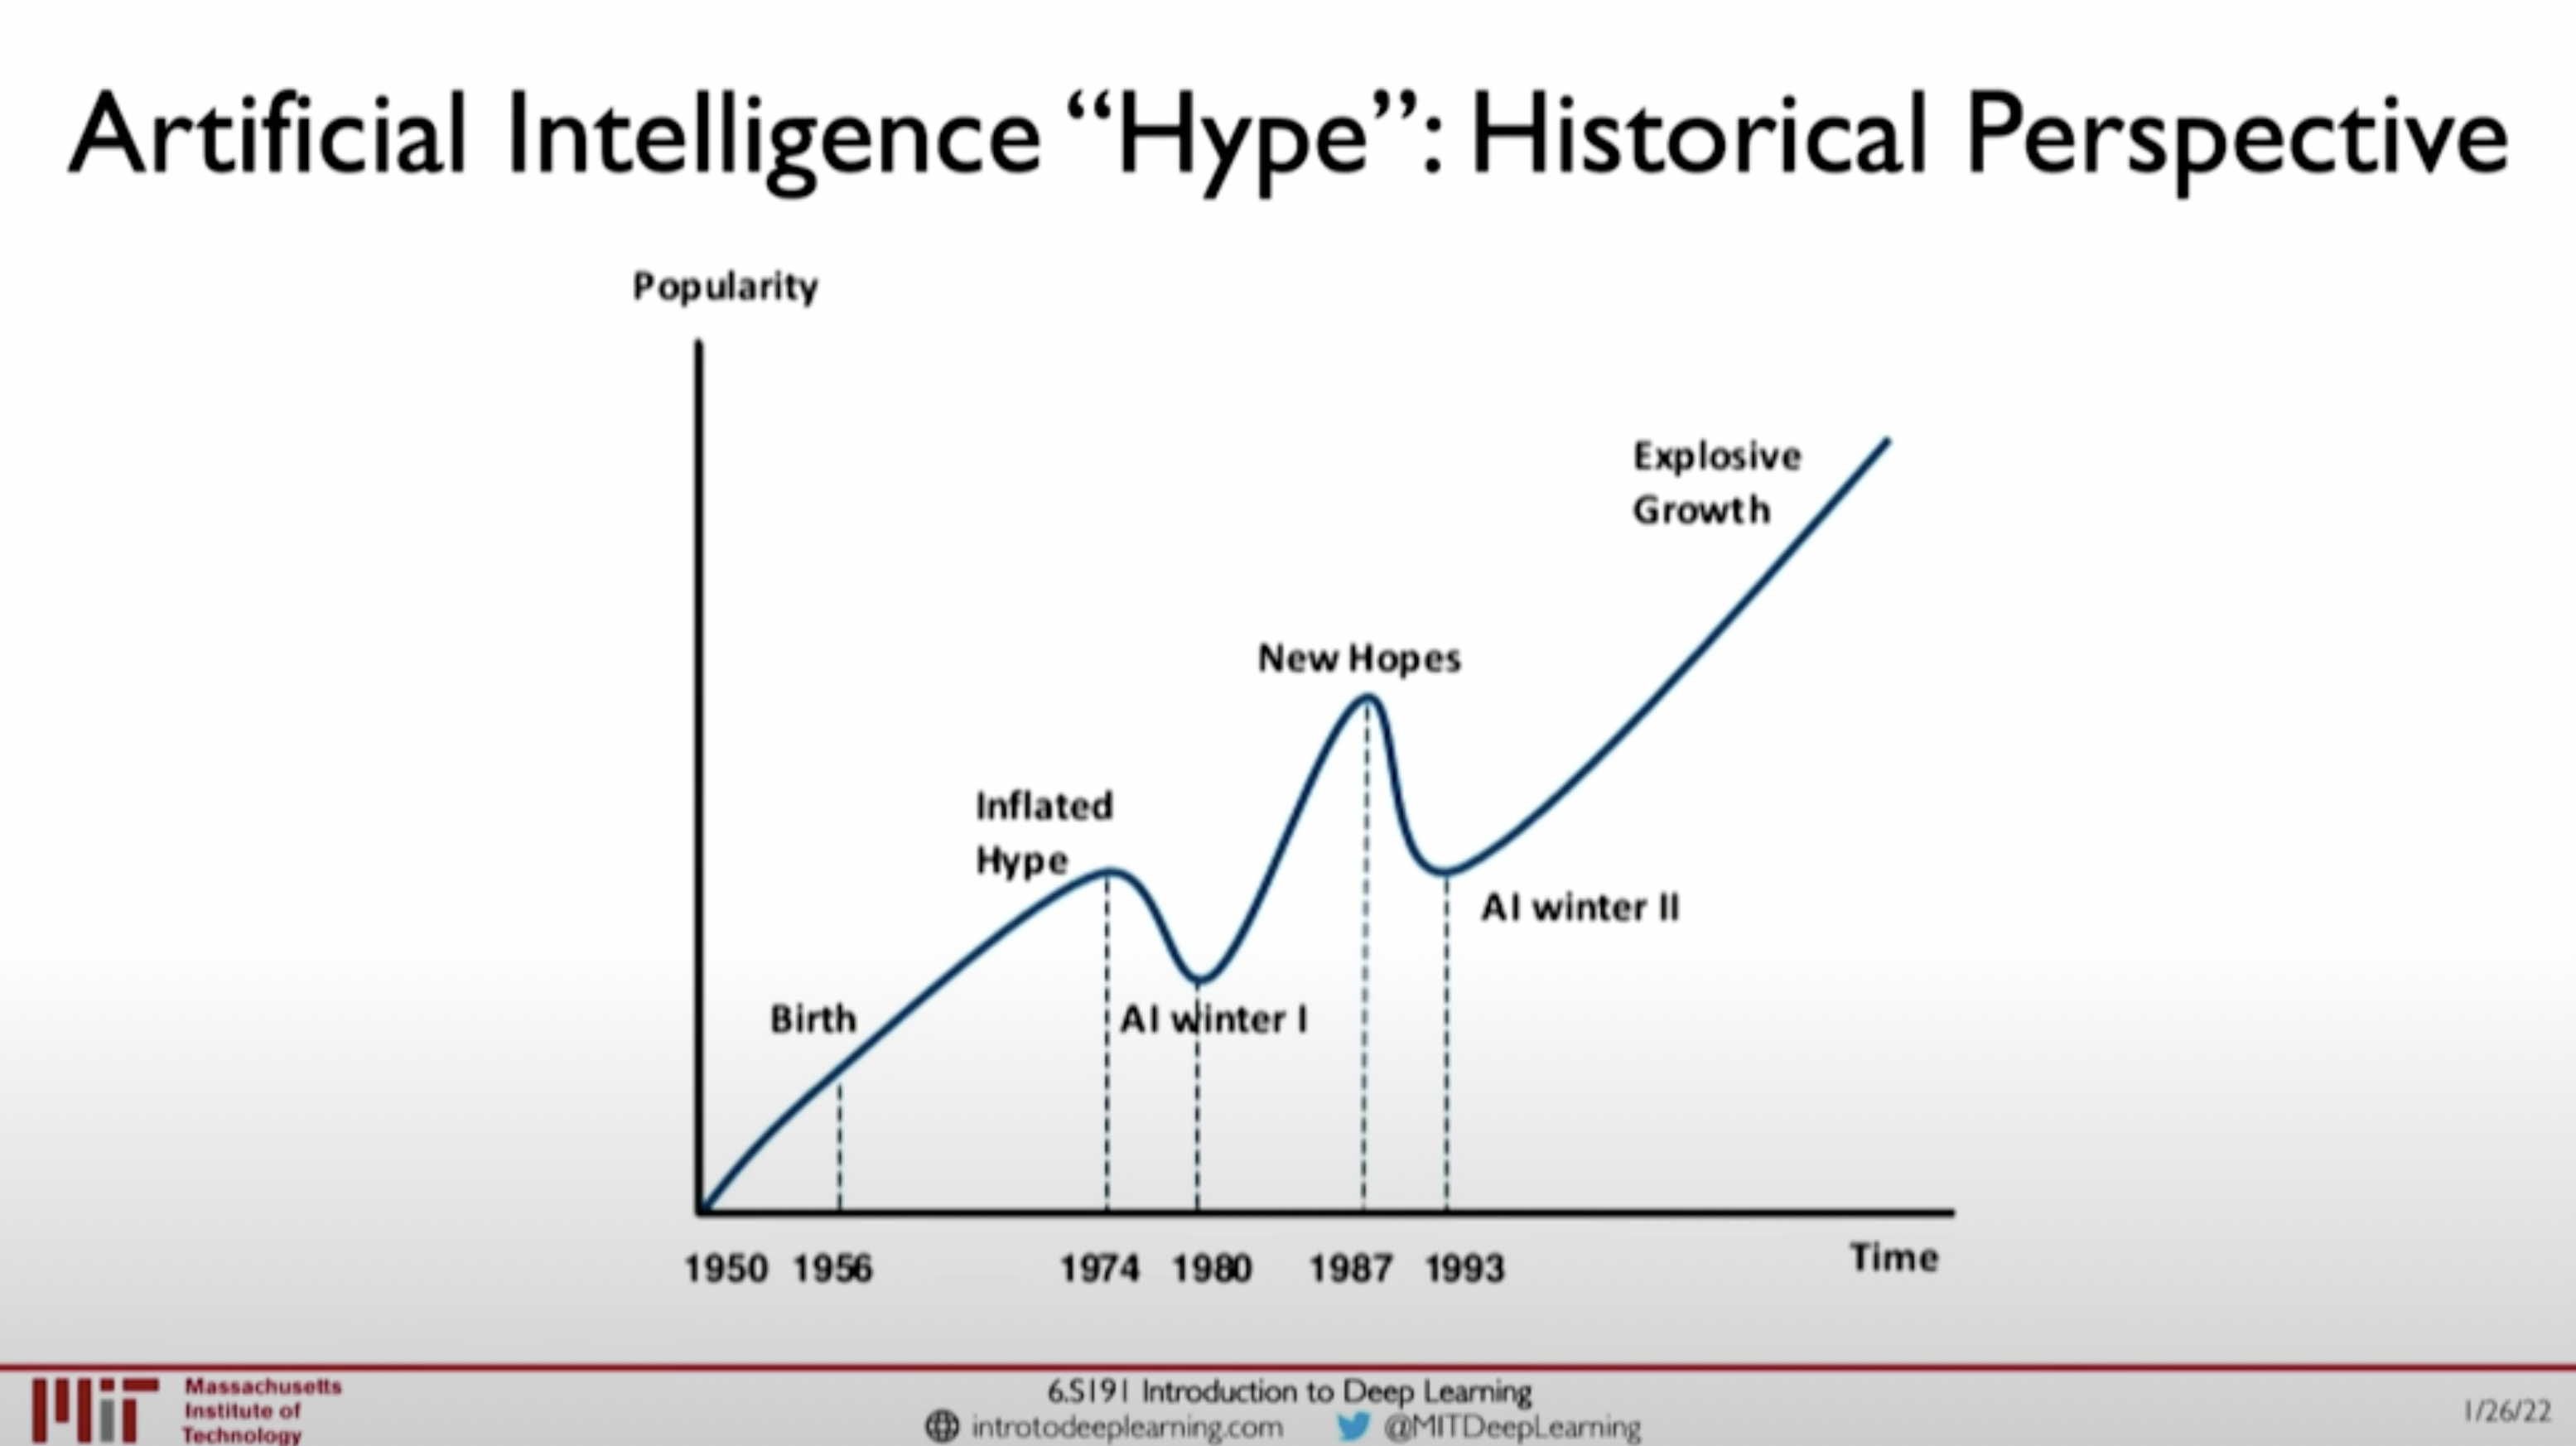 Artificial Intelligence “Hype”: Historical Perspective
Popularity
Explosive
Growth
New Hopes
Inflated
Hype
AI winter II
Birth
AI winter I
1950 1956 1974 1980 1987 1993
Time
Massachusetts
Institute of
Technology
6.S191 Introduction to Deep Learning
introtodeeplearning.com @MITDeepLearning
1/26/22